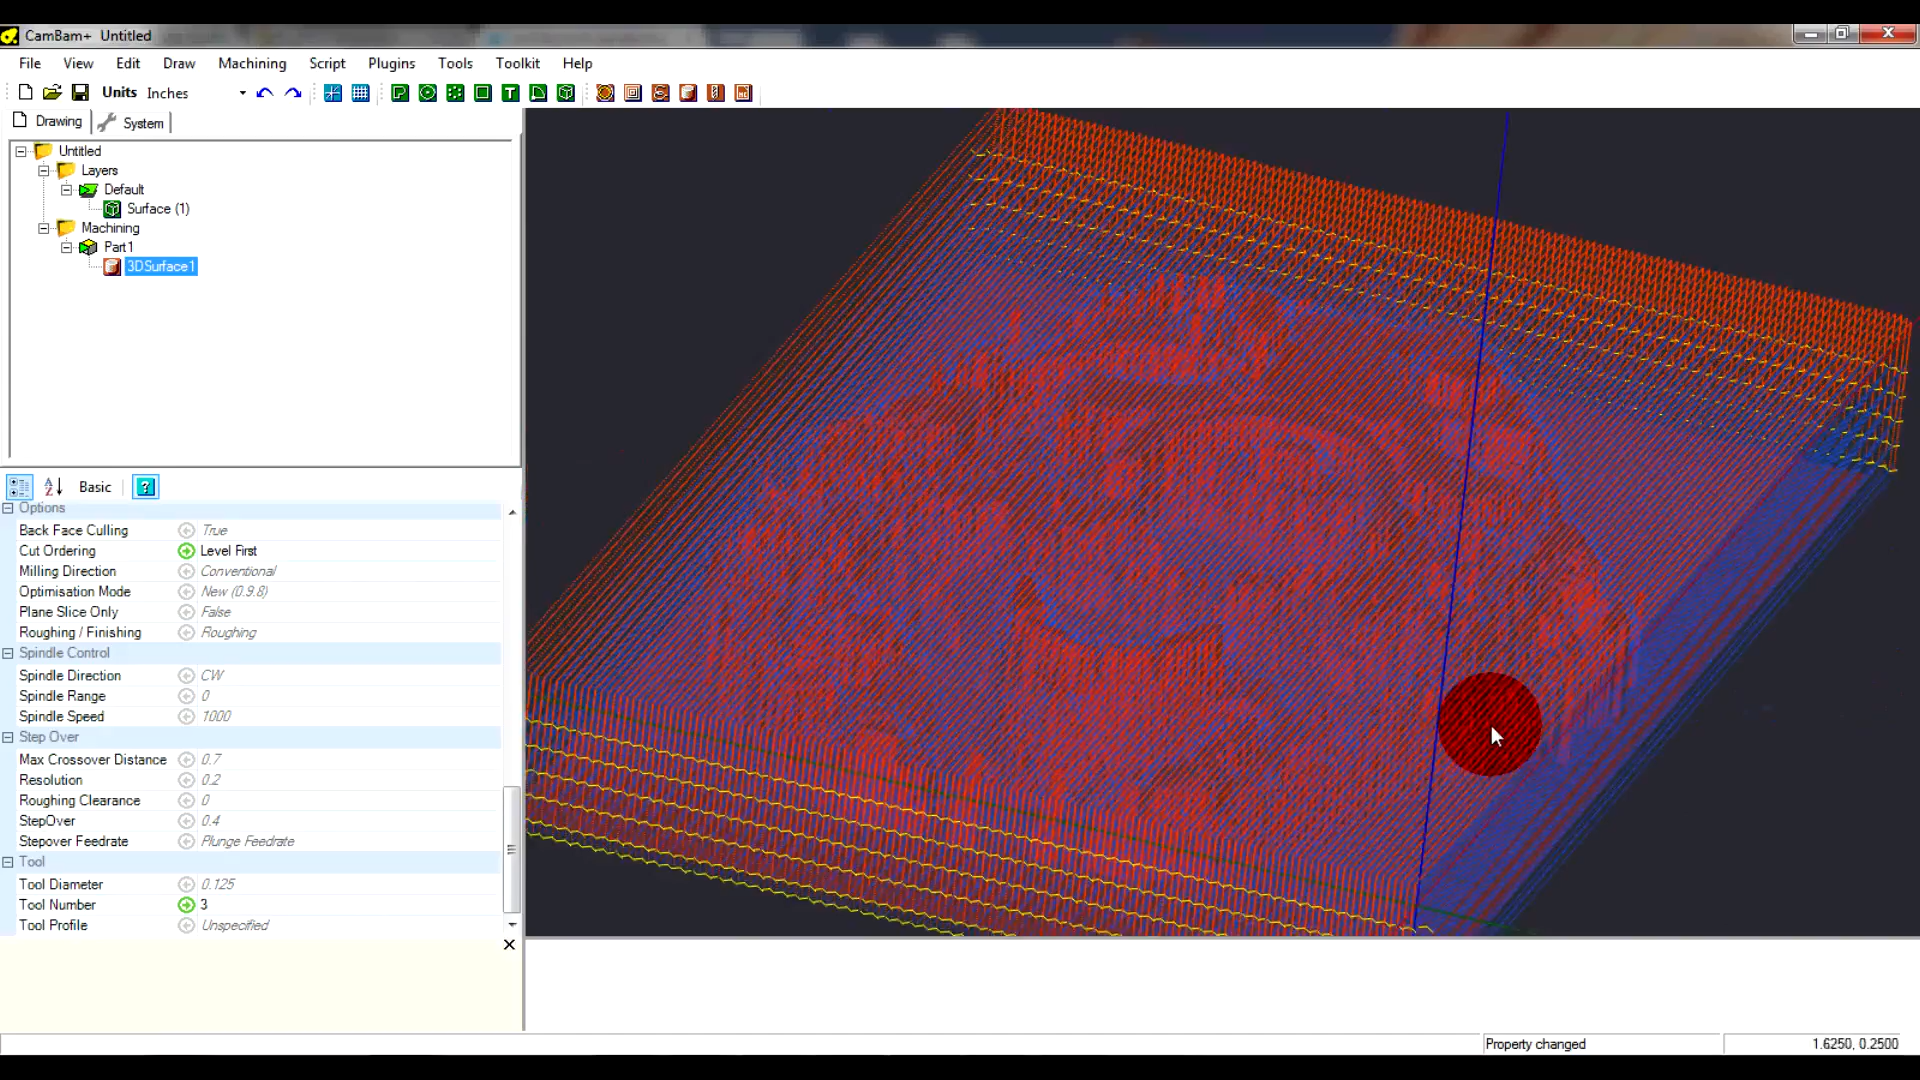 CamBam+ Untitled
File View Edit Draw Machining Script Plugins Tools Toolkit Help
Units Inches
Drawing System
Untitled
Layers
Default
Surface (1)
Machining
Part1
3DSurface1
Basic
Options
Back Face Culling True
Cut Ordering Level First
Milling Direction Conventional
Optimisation Mode New (0.9.8)
Plane Slice Only False
Roughing / Finishing Roughing
Spindle Control
Spindle Direction CW
Spindle Range 0
Spindle Speed 1000
Step Over
Max Crossover Distance 0.7
Resolution 0.2
Roughing Clearance 0
StepOver 0.4
Stepover Feedrate Plunge Feedrate
Tool
Tool Diameter 0.125
Tool Number 3
Tool Profile Unspecified
Property changed 1.6250, 0.2500